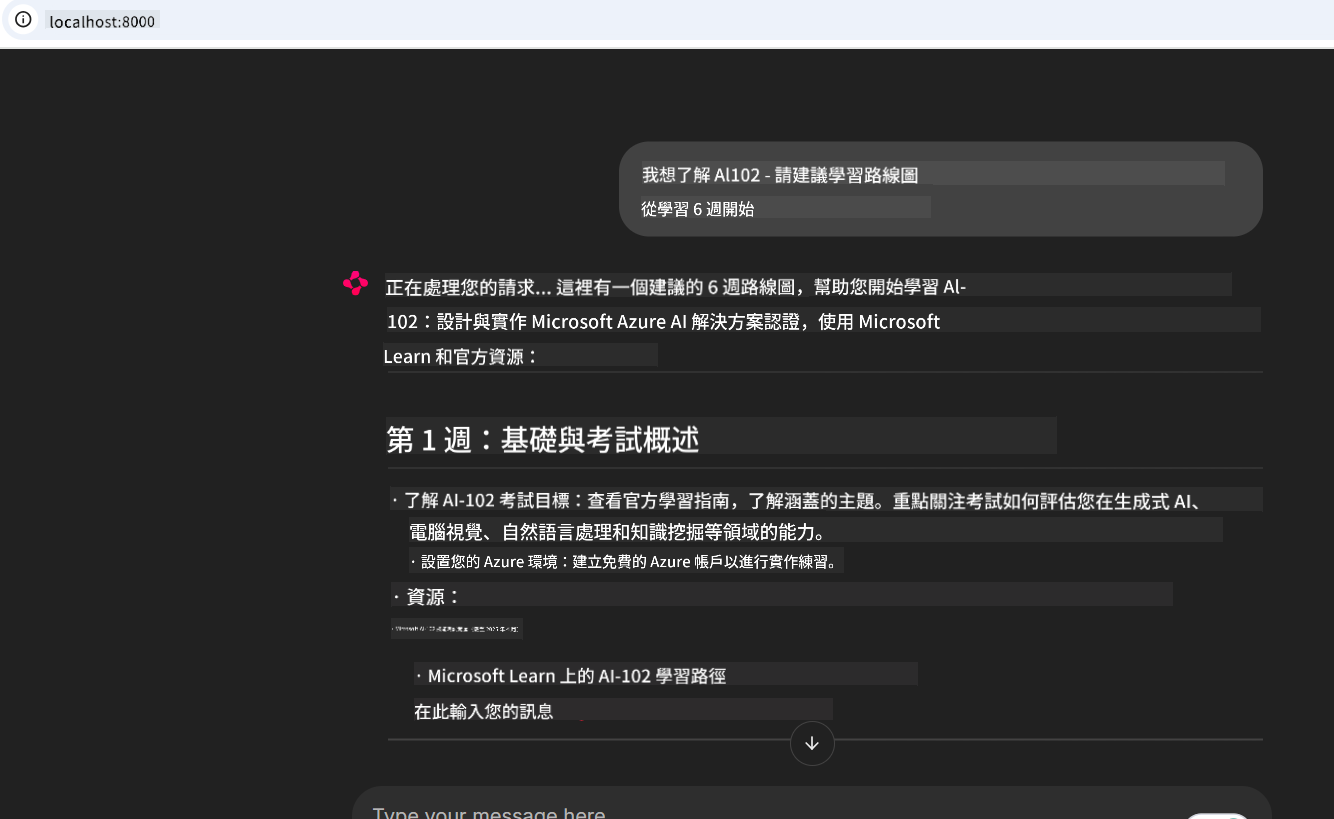 localhost:8000
我想了解 AI102 - 請建議學習路線圖
從學習 6 週開始
正在處理您的請求... 這裡有一個建議的 6 週路線圖，幫助您開始學習 AI-
102：設計與實作 Microsoft Azure AI 解決方案認證，使用 Microsoft
Learn 和官方資源：
第 1 週：基礎與考試概述
· 了解 AI-102 考試目標：查看官方學習指南，了解涵蓋的主題。重點關注考試如何評估您在生成式 AI、
電腦視覺、自然語言處理和知識挖掘等領域的能力。
· 設置您的 Azure 環境：建立免費的 Azure 帳戶以進行實作練習。
· 資源：
· Microsoft Learn 上的 AI-102 學習路徑
在此輸入您的訊息
Type your message here